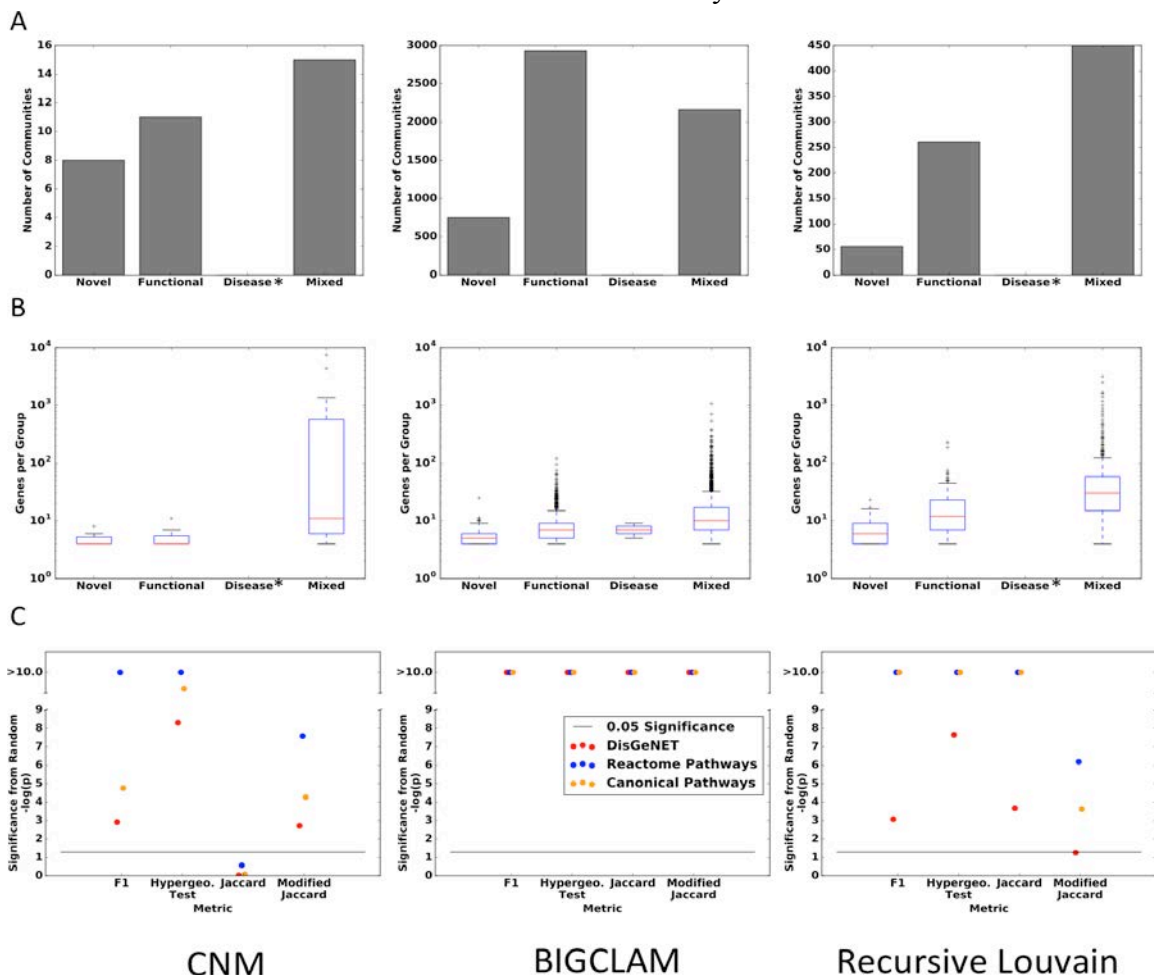 A
Number of Communities
16
14
12
10
8
6
4
2
0
Novel Functional Disease* Mixed
Number of Communities
3000
2500
2000
1500
1000
500
0
Novel Functional Disease Mixed
Number of Communities
450
400
350
300
250
200
150
100
50
0
Novel Functional Disease* Mixed
B
Genes per Group
10⁴
10³
10²
10¹
10⁰
Novel Functional Disease* Mixed
Genes per Group
10⁴
10³
10²
10¹
10⁰
Novel Functional Disease Mixed
Genes per Group
10⁴
10³
10²
10¹
10⁰
Novel Functional Disease* Mixed
C
Significance from Random
-log(p)
>10.0
9
8
7
6
5
4
3
2
1
0
F1 Hypergeo. Jaccard Modified
Test Jaccard
Metric
Significance from Random
-log(p)
>10.0
9
8
7
6
5
4
3
2
1
0
0.05 Significance
DisGeNET
Reactome Pathways
Canonical Pathways
F1 Hypergeo. Jaccard Modified
Test Jaccard
Metric
Significance from Random
-log(p)
>10.0
9
8
7
6
5
4
3
2
1
0
F1 Hypergeo. Jaccard Modified
Test Jaccard
Metric
CNM
BIGCLAM
Recursive Louvain